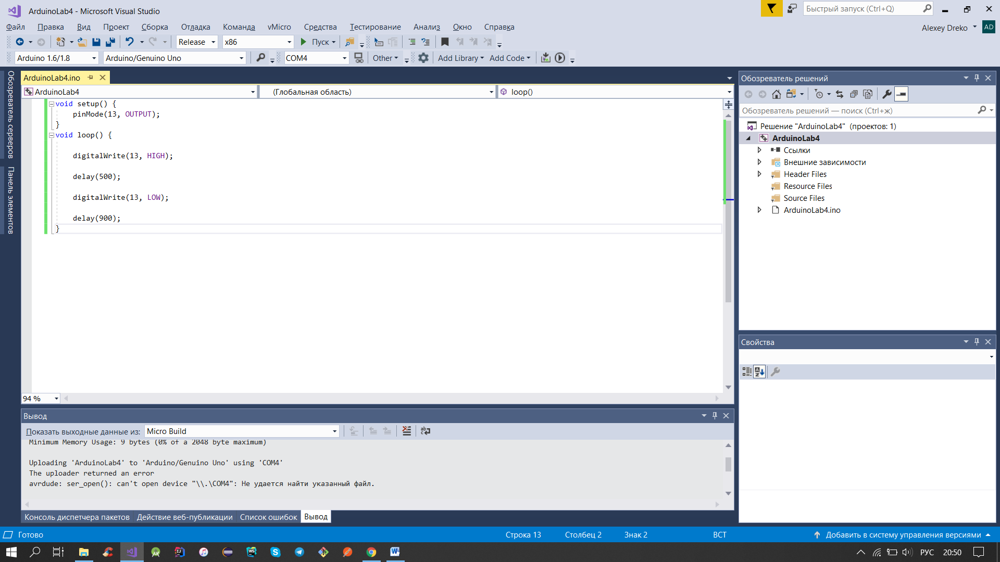 ArduinoLab4 - Microsoft Visual Studio
Быстрый запуск (Ctrl+Q)
Файл Правка Вид Проект Сборка Отладка Команда vMicro Средства Тестирование Анализ Окно Справка
Alexey Dreko AD
Release x86 Пуск
Arduino 1.6/1.8 Arduino/Genuino Uno COM4 Other Add Library Add Code
Обозреватель серверов
Панель элементов
ArduinoLab4.ino
ArduinoLab4 (Глобальная область) loop()
void setup() {
pinMode(13, OUTPUT);
}
void loop() {
digitalWrite(13, HIGH);
delay(500);
digitalWrite(13, LOW);
delay(900);
}
94 %
Обозреватель решений
Обозреватель решений — поиск (Ctrl+ж)
Решение "ArduinoLab4" (проектов: 1)
ArduinoLab4
Ссылки
Внешние зависимости
Header Files
Resource Files
Source Files
ArduinoLab4.ino
Свойства
Вывод
Показать выходные данные из: Micro Build
Minimum Memory Usage: 9 bytes (0% of a 2048 byte maximum)
Uploading 'ArduinoLab4' to 'Arduino/Genuino Uno' using 'COM4'
The uploader returned an error
avrdude: ser_open(): can't open device "\\.\COM4": Не удается найти указанный файл.
Консоль диспетчера пакетов Действие веб-публикации Список ошибок Вывод
Готово Строка 13 Столбец 2 Знак 2 ВСТ Добавить в систему управления версиями
РУС 20:50